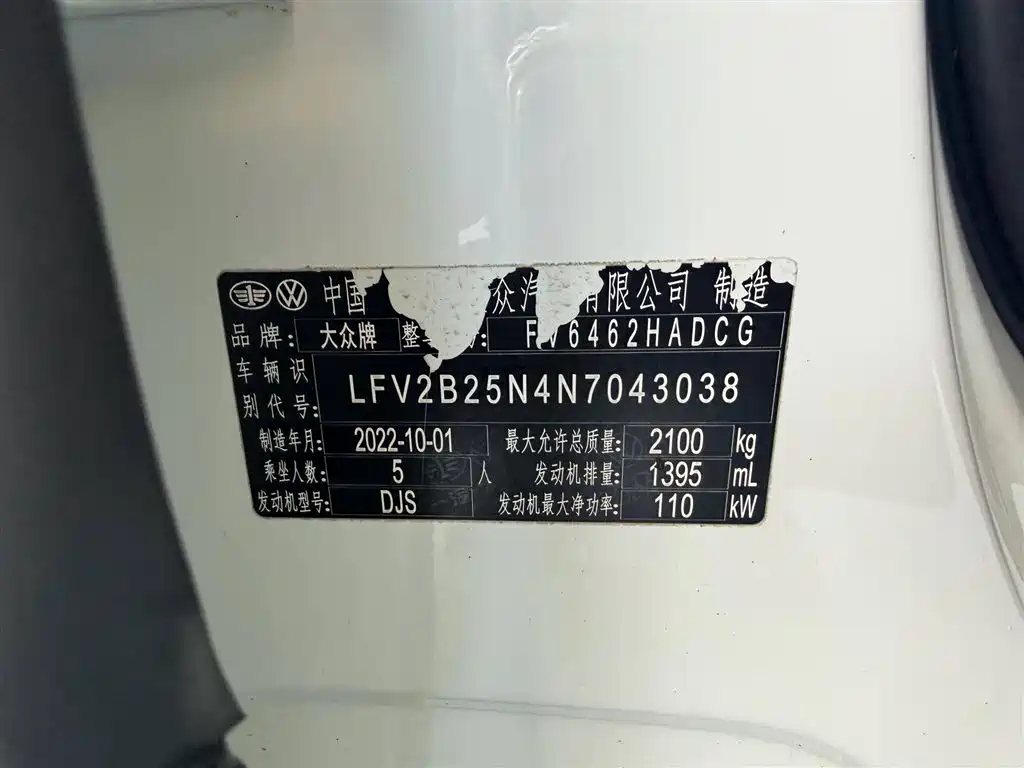 中国 众汽 有限公司 制造
品牌: 大众牌 整 : FV6462HADCG
车辆识别代号: LFV2B25N4N7043038
制造年月: 2022-10-01 最大允许总质量: 2100 kg
乘坐人数: 5 人 发动机排量: 1395 mL
发动机型号: DJS 发动机最大净功率: 110 kW